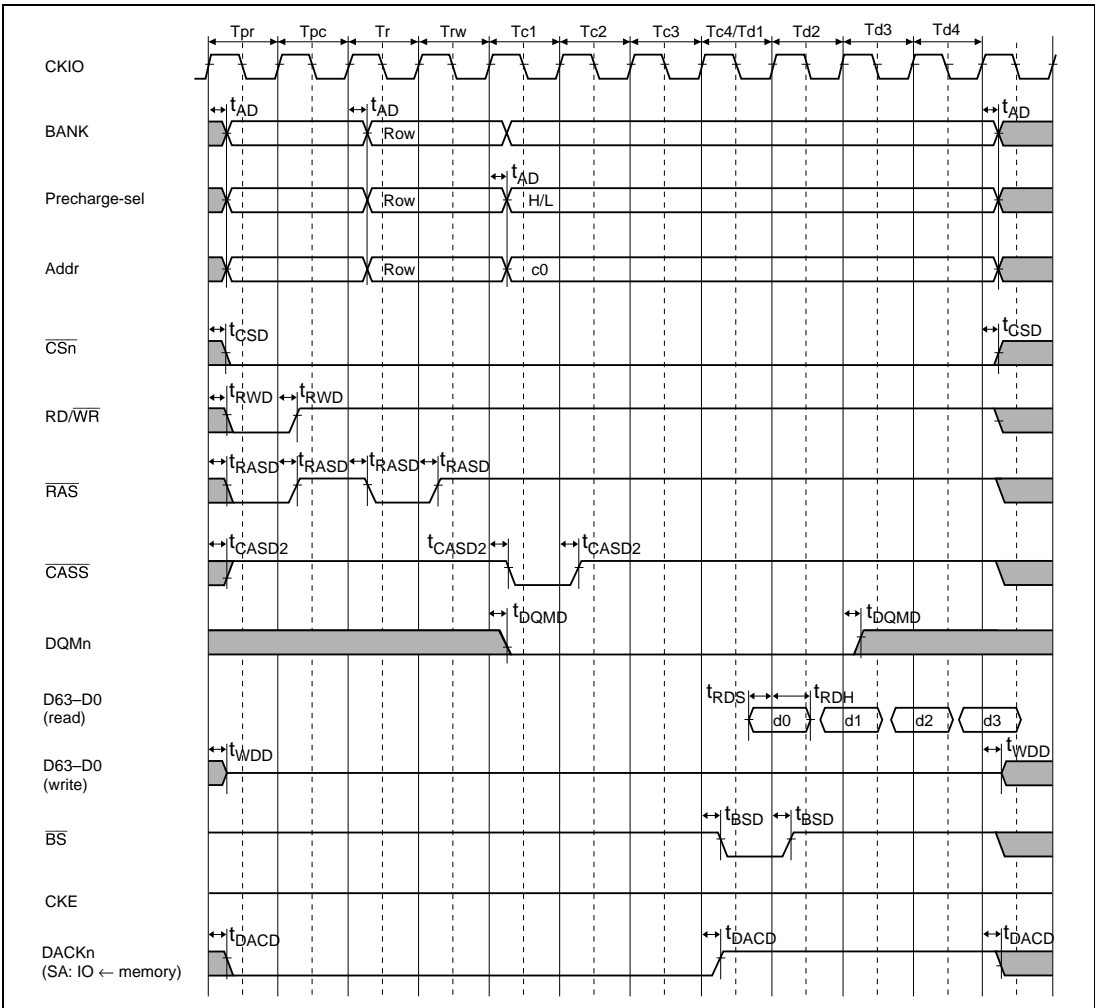 Tpr Tpc Tr Trw Tc1 Tc2 Tc3 Tc4/Td1 Td2 Td3 Td4
CKIO
tAD tAD tAD
BANK Row
tAD
Precharge-sel Row H/L
Addr Row c0
tCSD tCSD
CSn
tRWD tRWD
RD/WR
tRASD tRASD tRASD tRASD
RAS
tCASD2 tCASD2 tCASD2
CASS
tDQMD tDQMD
DQMn
tRDS tRDH
D63–D0
(read)
d0 d1 d2 d3
tWDD tWDD
D63–D0
(write)
tBSD tBSD
BS
CKE
tDACD tDACD tDACD
DACKn
(SA: IO ← memory)